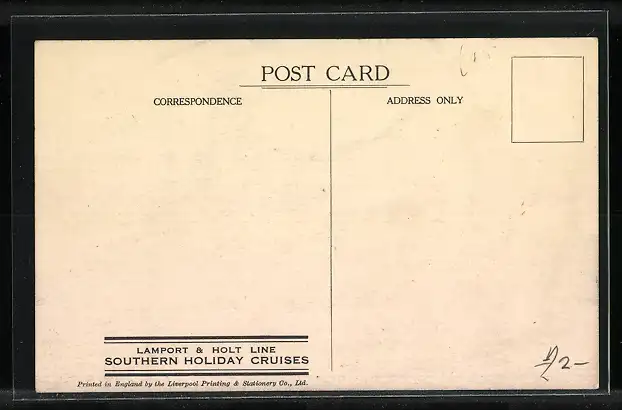 POST CARD
CORRESPONDENCE
ADDRESS ONLY
LAMPORT & HOLT LINE
SOUTHERN HOLIDAY CRUISES
Printed in England by the Liverpool Printing & Stationery Co., Ltd.